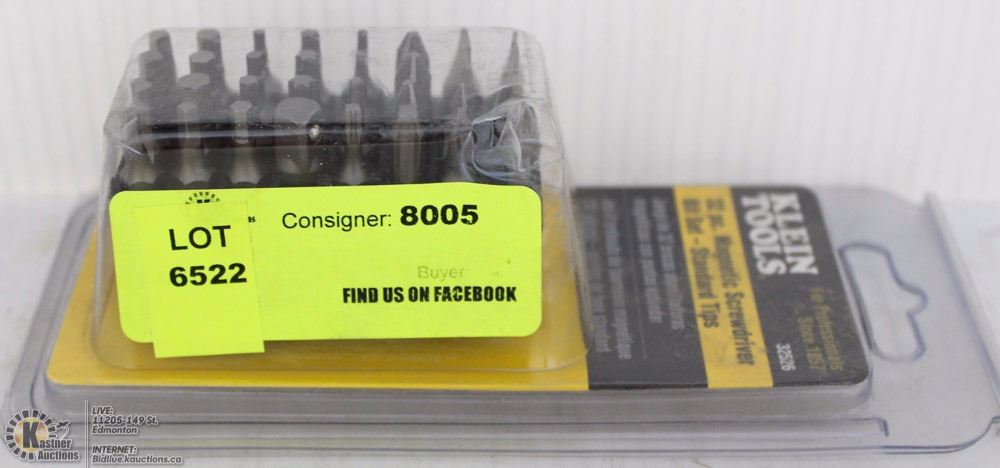 LOT
6522
Consigner: 8005
Buyer:
FIND US ON FACEBOOK
KLEIN
TOOLS
32 pc. Magnetic Screwdriver
Bit Set - Standard Tips
For Professionals
Since 1857
32526
K
Kastner
Auctions
LIVE:
11205-149 St.
Edmonton
INTERNET:
Bidlive.kauctions.ca